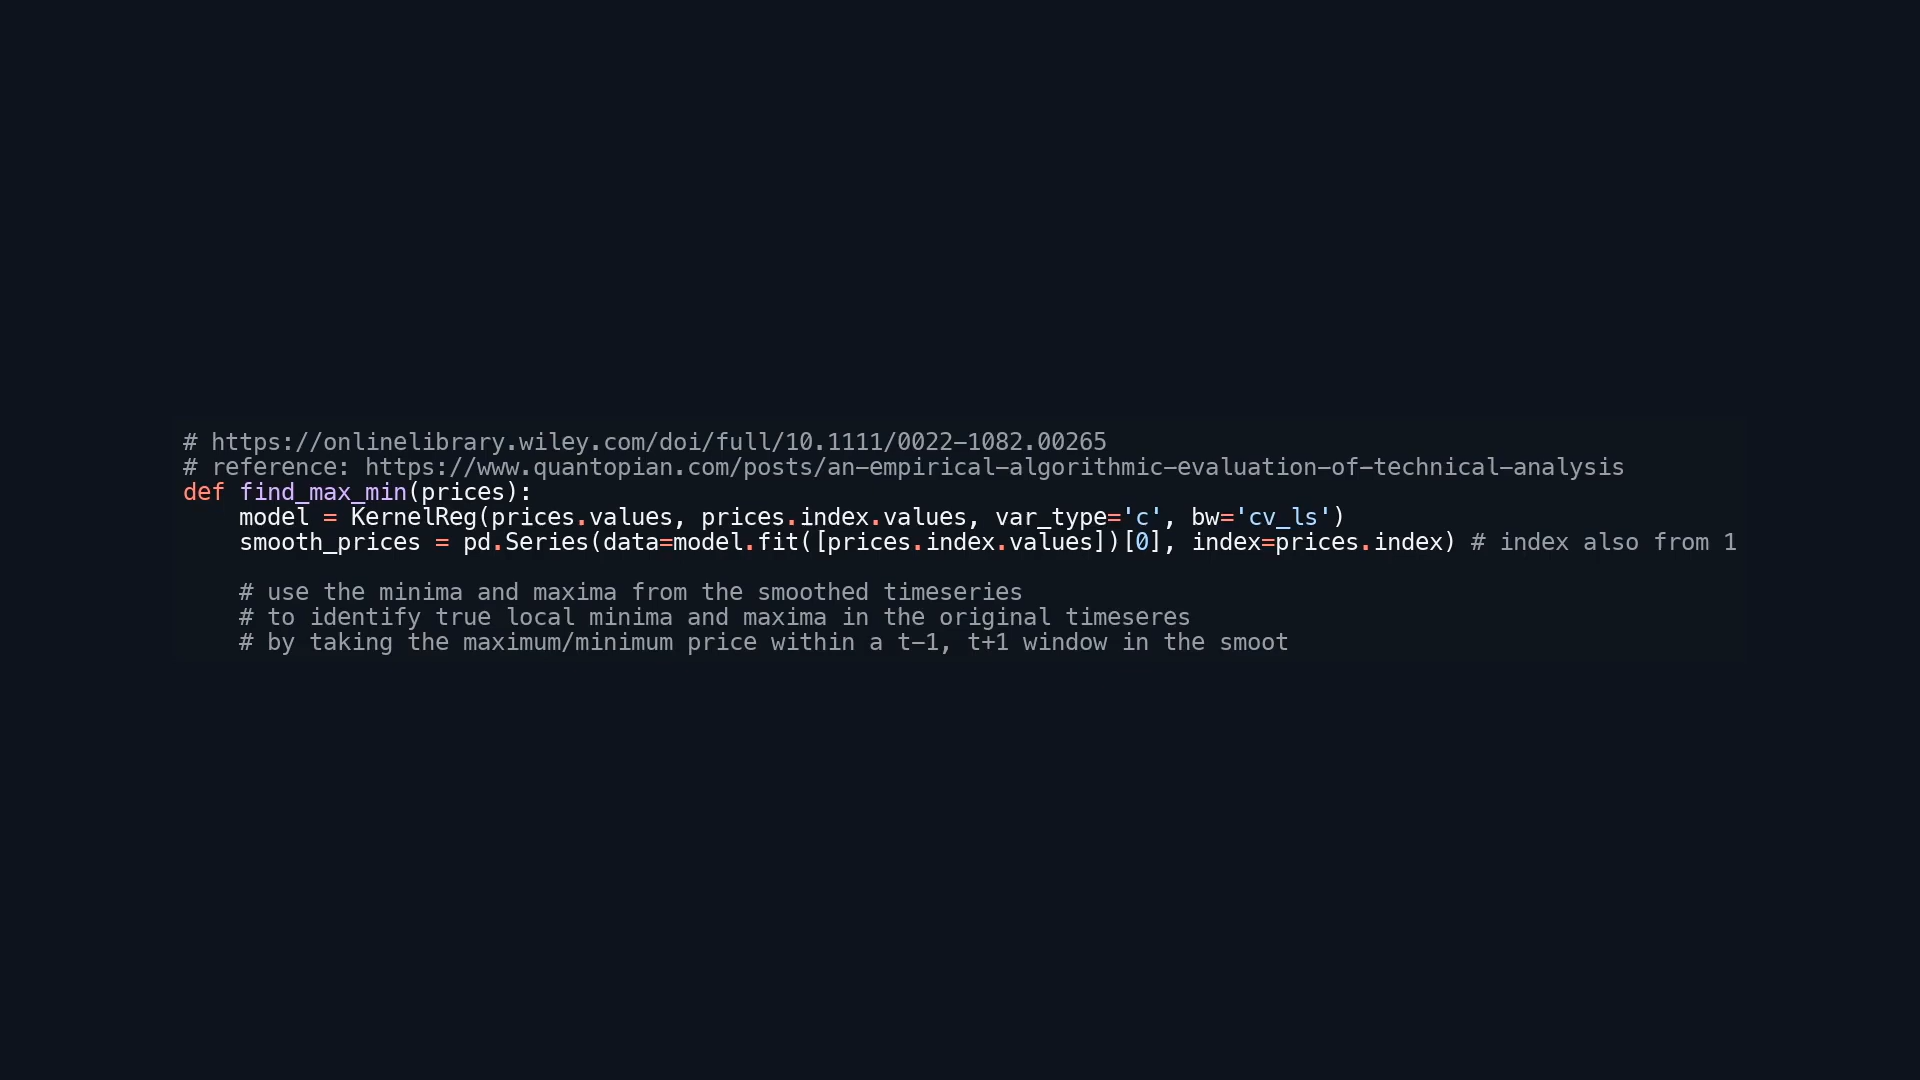 # https://onlinelibrary.wiley.com/doi/full/10.1111/0022-1082.00265
# reference: https://www.quantopian.com/posts/an-empirical-algorithmic-evaluation-of-technical-analysis
def find_max_min(prices):
    model = KernelReg(prices.values, prices.index.values, var_type='c', bw='cv_ls')
    smooth_prices = pd.Series(data=model.fit([prices.index.values])[0], index=prices.index) # index also from 1

    # use the minima and maxima from the smoothed timeseries
    # to identify true local minima and maxima in the original timeseres
    # by taking the maximum/minimum price within a t-1, t+1 window in the smoot